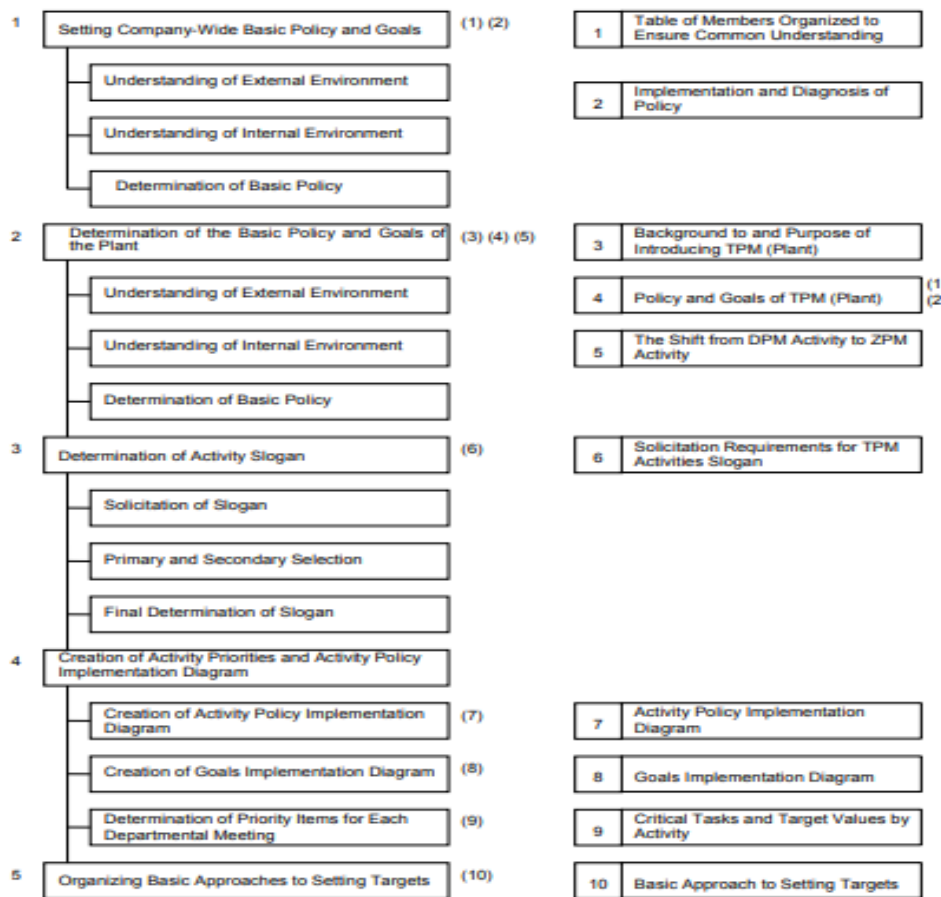 1 Setting Company-Wide Basic Policy and Goals (1) (2)
Understanding of External Environment
Understanding of Internal Environment
Determination of Basic Policy
2 Determination of the Basic Policy and Goals of
the Plant (3) (4) (5)
Understanding of External Environment
Understanding of Internal Environment
Determination of Basic Policy
3 Determination of Activity Slogan (6)
Solicitation of Slogan
Primary and Secondary Selection
Final Determination of Slogan
4 Creation of Activity Priorities and Activity Policy
Implementation Diagram
Creation of Activity Policy Implementation
Diagram (7)
Creation of Goals Implementation Diagram (8)
Determination of Priority Items for Each
Departmental Meeting (9)
5 Organizing Basic Approaches to Setting Targets (10)
1 Table of Members Organized to
Ensure Common Understanding
2 Implementation and Diagnosis of
Policy
3 Background to and Purpose of
Introducing TPM (Plant)
4 Policy and Goals of TPM (Plant) (1
(2
5 The Shift from DPM Activity to ZPM
Activity
6 Solicitation Requirements for TPM
Activities Slogan
7 Activity Policy Implementation
Diagram
8 Goals Implementation Diagram
9 Critical Tasks and Target Values by
Activity
10 Basic Approach to Setting Targets